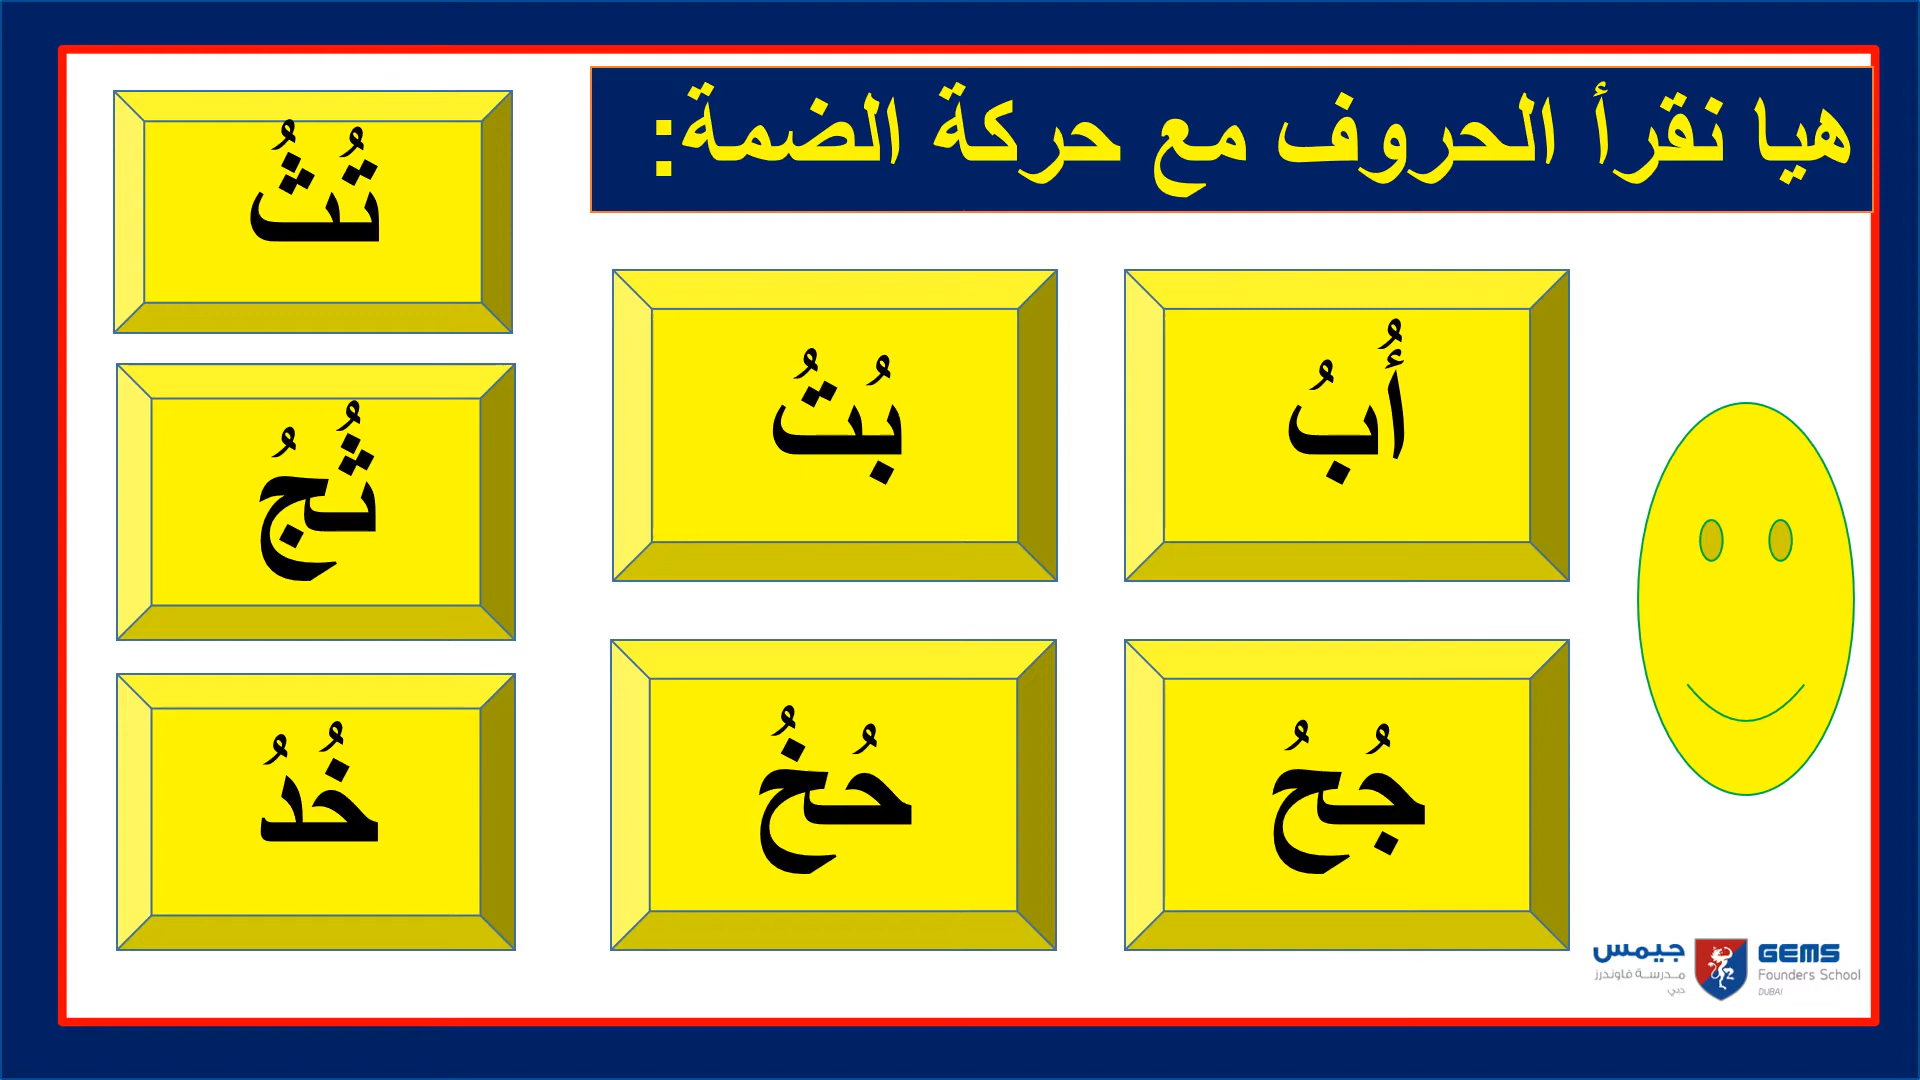 هيا نقرأ الحروف مع حركة الضمة:
أُبُ
بُتُ
تُثُ
ثُجُ
جُحُ
حُخُ
خُدُ
جيمس
مدرسة فاوندرز
دبي
GEMS
Founders School
DUBAI